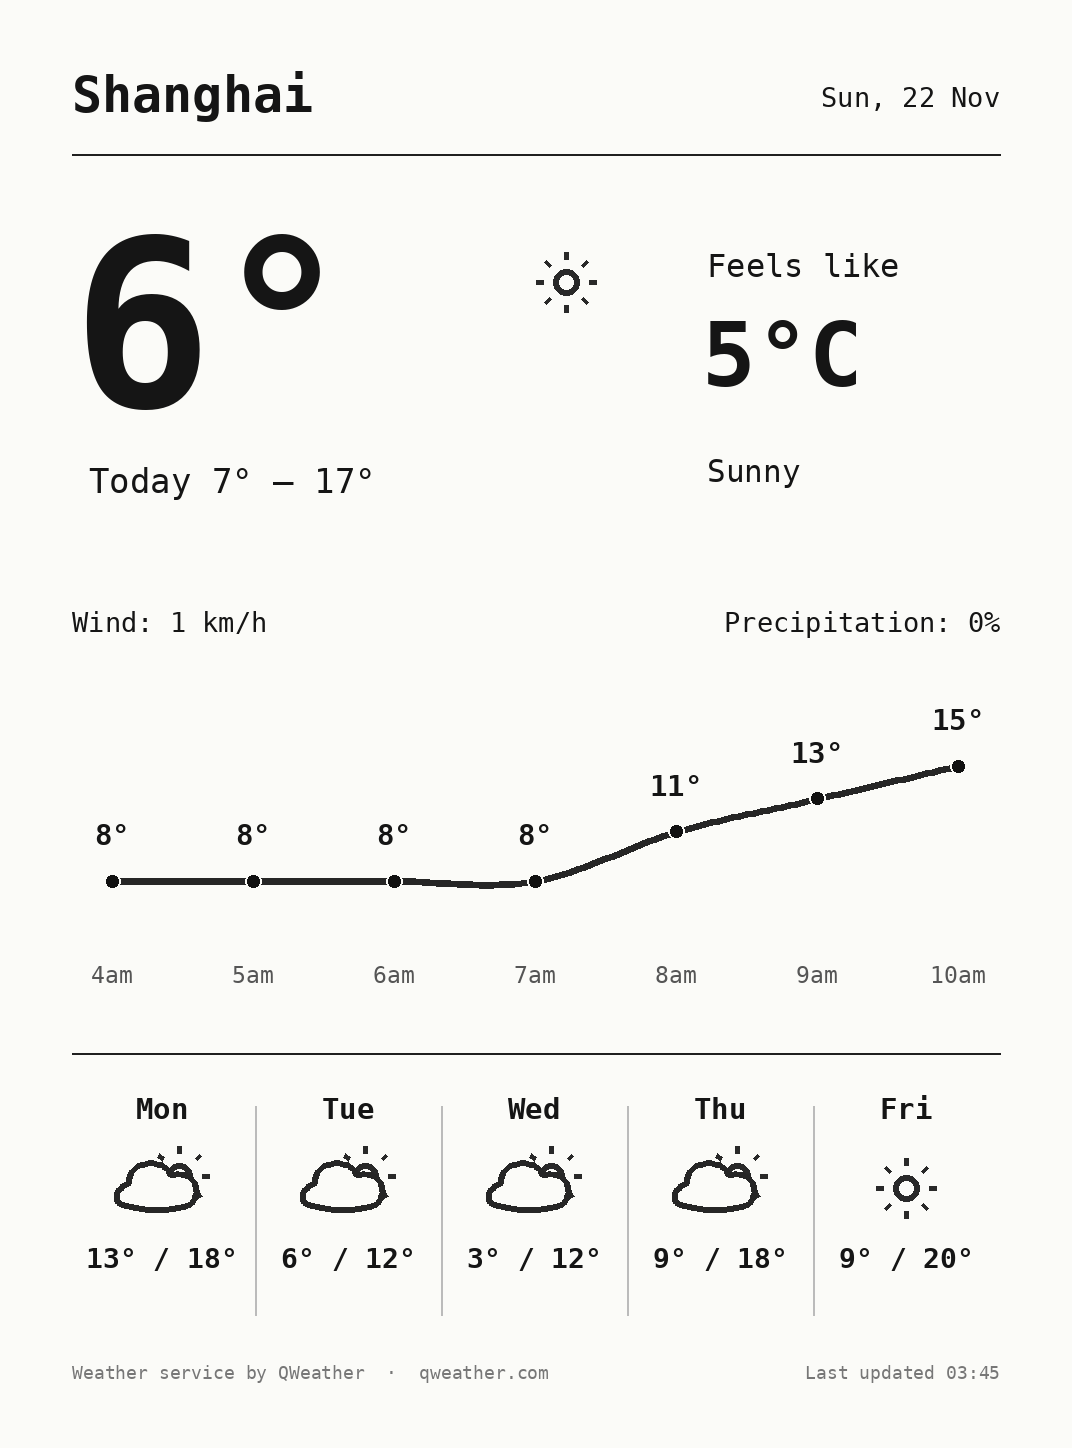 Shanghai
Sun, 22 Nov
6°
Feels like
5°C
Today 7° — 17°
Sunny
Wind: 1 km/h
Precipitation: 0%
8° 8° 8° 8° 11° 13° 15°
4am 5am 6am 7am 8am 9am 10am
Mon Tue Wed Thu Fri
13° / 18° 6° / 12° 3° / 12° 9° / 18° 9° / 20°
Weather service by QWeather · qweather.com
Last updated 03:45